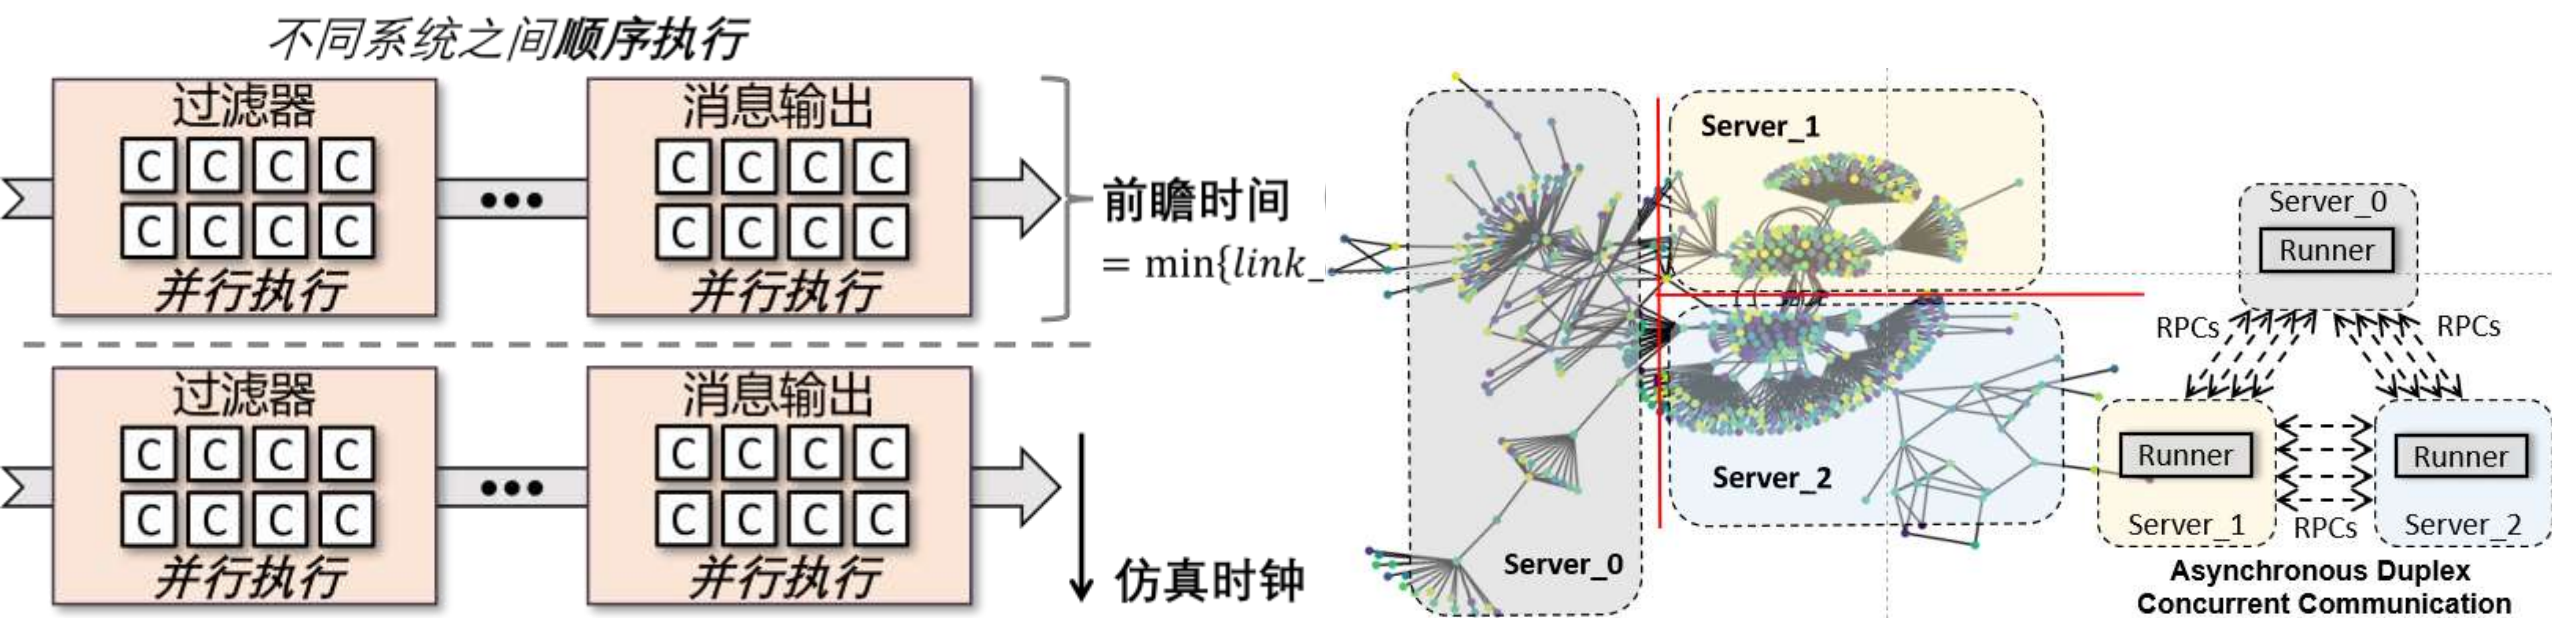 不同系统之间顺序执行
过滤器
C C C C
C C C C
并行执行
消息输出
C C C C
C C C C
并行执行
前瞻时间
= min{link_
过滤器
C C C C
C C C C
并行执行
消息输出
C C C C
C C C C
并行执行
仿真时钟
Server_1
Server_2
Server_0
Server_0
Runner
RPCs
RPCs
Runner
Server_1
RPCs
Runner
Server_2
Asynchronous Duplex
Concurrent Communication